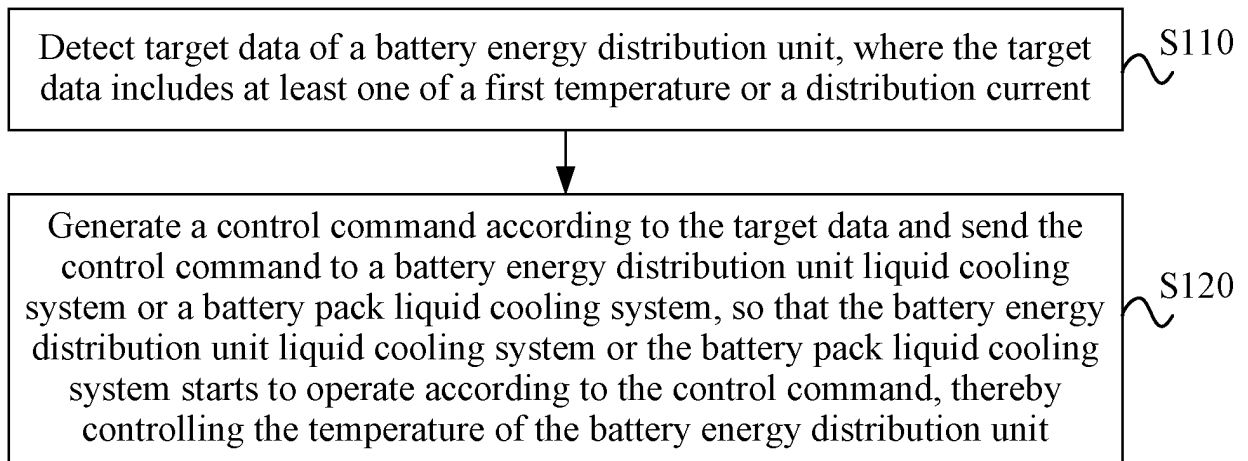 Detect target data of a battery energy distribution unit, where the target
data includes at least one of a first temperature or a distribution current
S110
Generate a control command according to the target data and send the
control command to a battery energy distribution unit liquid cooling
system or a battery pack liquid cooling system, so that the battery energy
distribution unit liquid cooling system or the battery pack liquid cooling
system starts to operate according to the control command, thereby
controlling the temperature of the battery energy distribution unit
S120